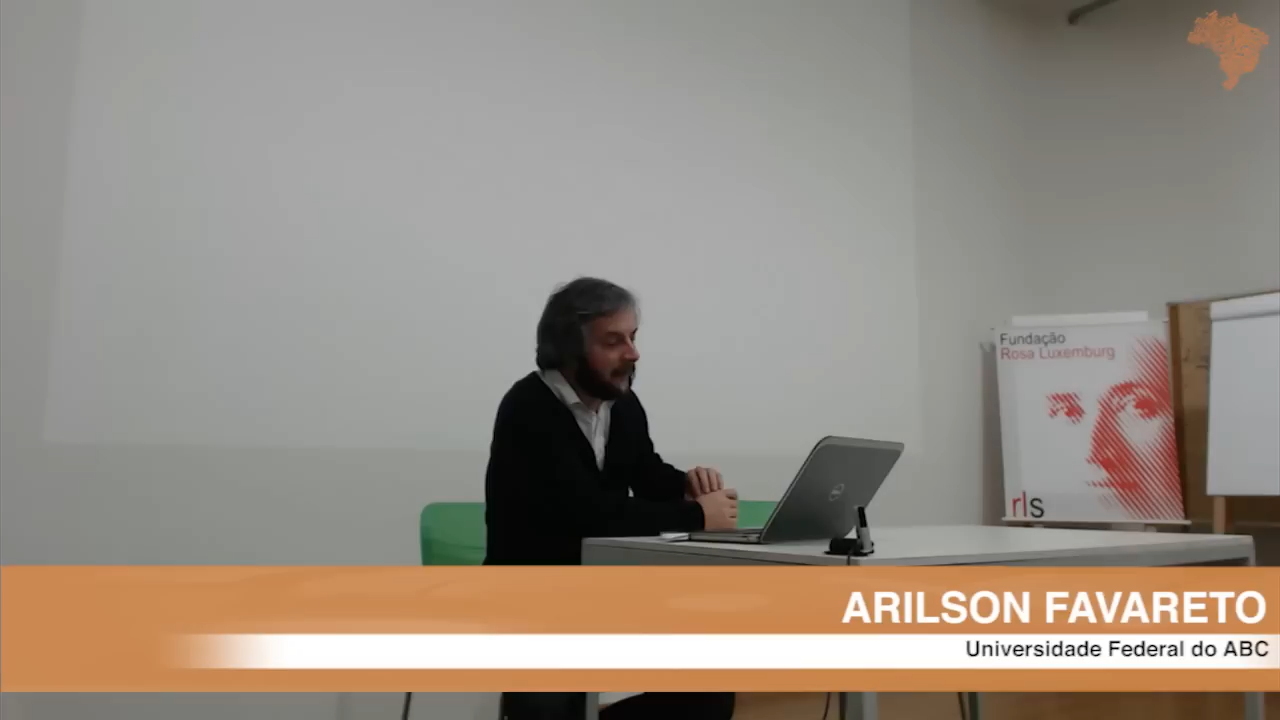 Fundação
Rosa Luxemburg
rls
ARILSON FAVARETO
Universidade Federal do ABC